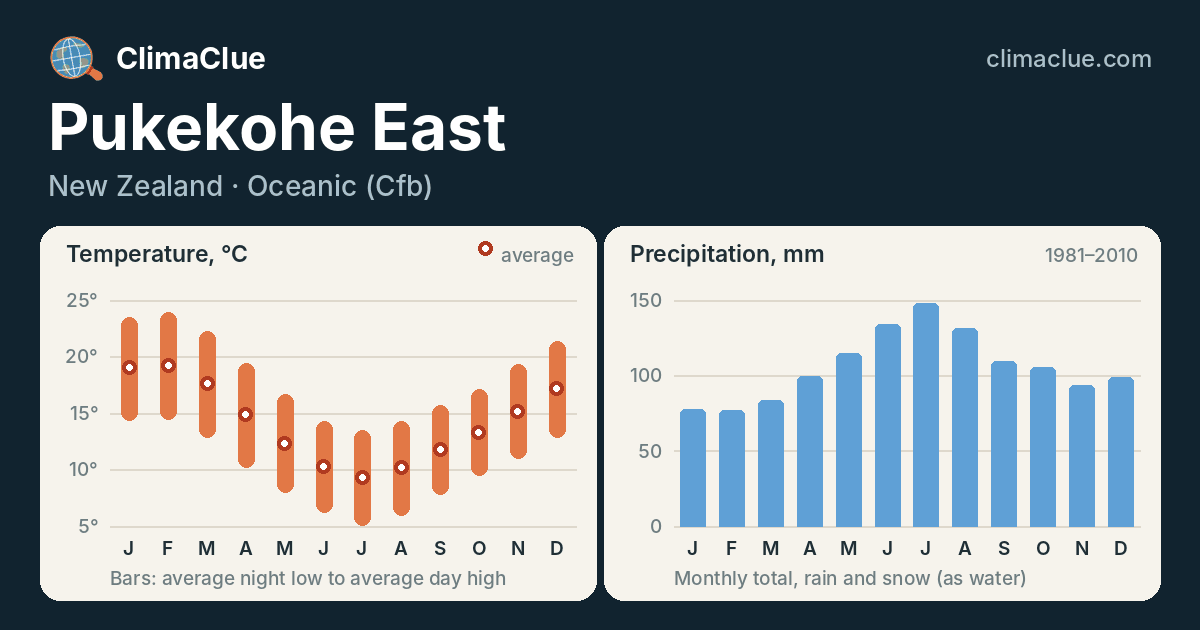 ClimaClue
climaclue.com
Pukekohe East
New Zealand · Oceanic (Cfb)
Temperature, °C
average
25°
20°
15°
10°
5°
J F M A M J J A S O N D
Bars: average night low to average day high
Precipitation, mm
1981–2010
150
100
50
0
J F M A M J J A S O N D
Monthly total, rain and snow (as water)